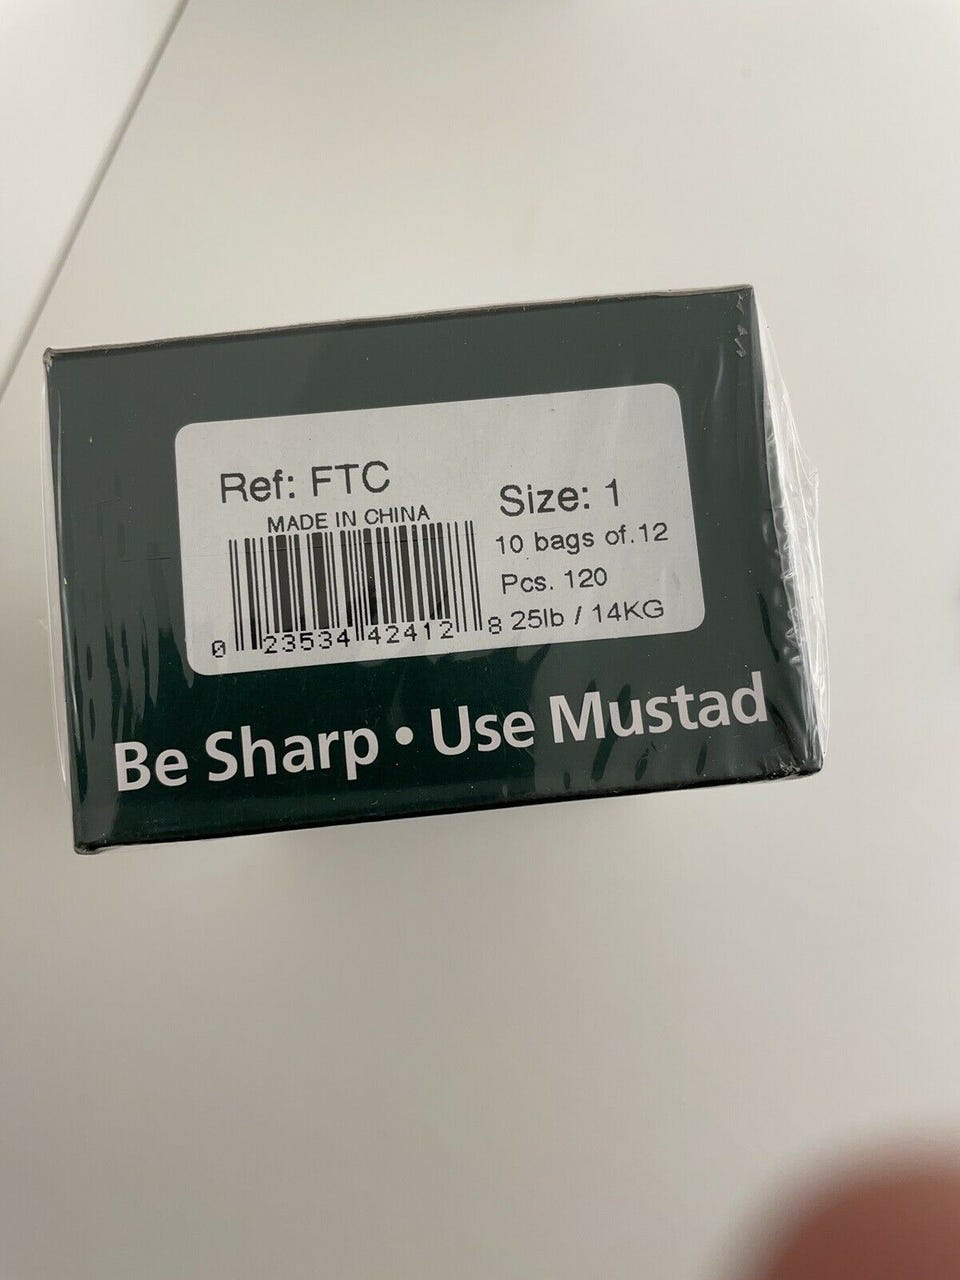 Ref: FTC
MADE IN CHINA
0 23534 42412 8
Size: 1
10 bags of.12
Pcs. 120
25lb / 14KG
Be Sharp • Use Mustad